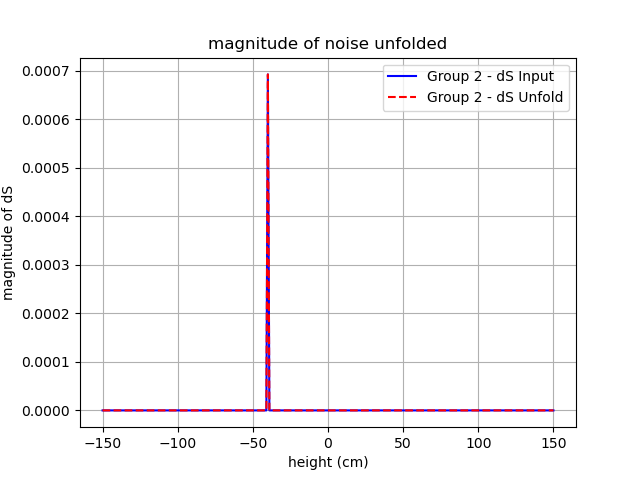 magnitude of noise unfolded
Group 2 - dS Input
Group 2 - dS Unfold
magnitude of dS
0.0007
0.0006
0.0005
0.0004
0.0003
0.0002
0.0001
0.0000
−150 −100 −50 0 50 100 150
height (cm)